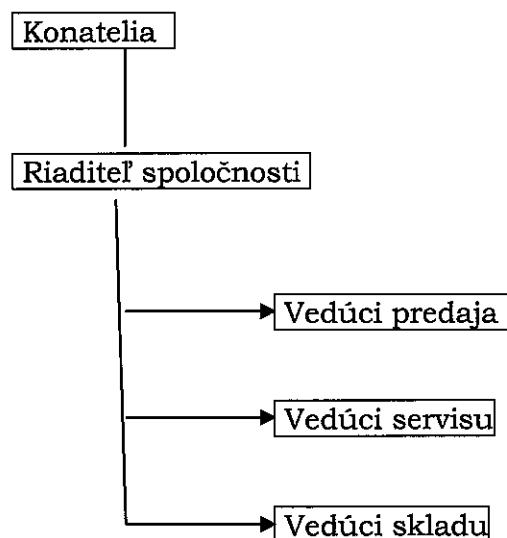 Konatelia
Riaditeľ spoločnosti
Vedúci predaja
Vedúci servisu
Vedúci skladu